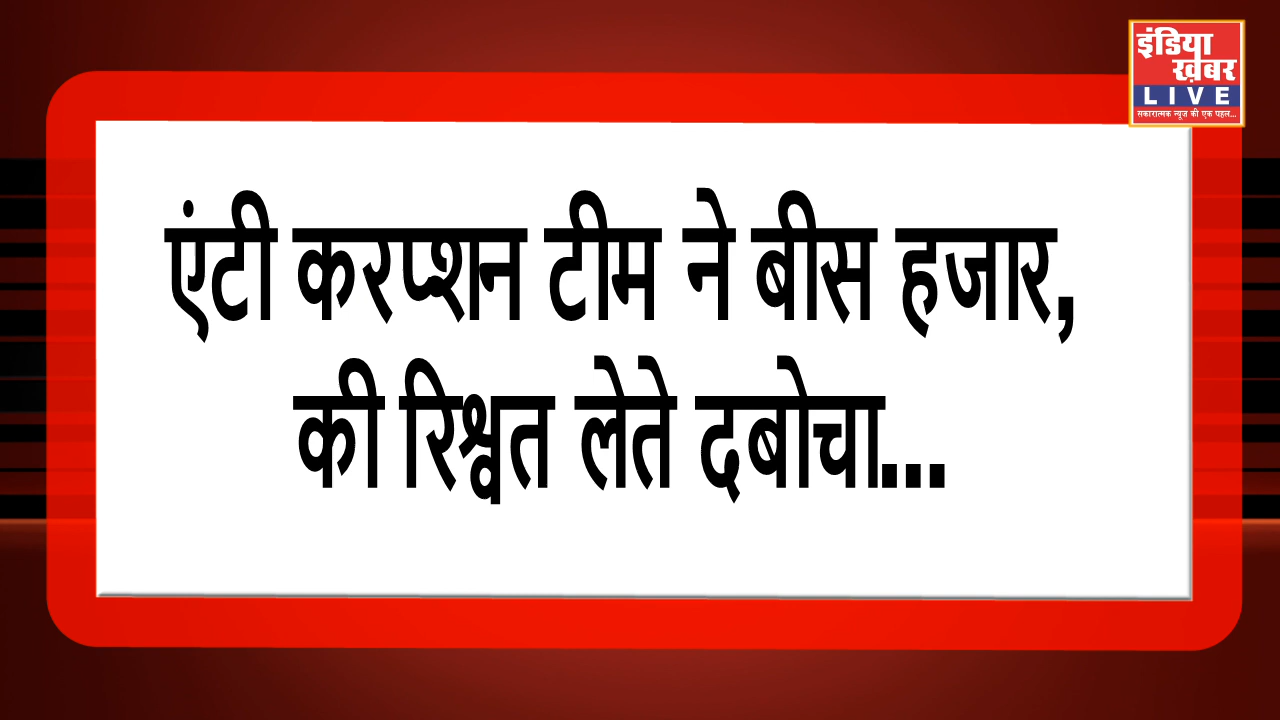 इंडिया
ख़बर
LIVE
सकारात्मक न्यूज की एक पहल...
एंटी करप्शन टीम ने बीस हजार,
की रिश्वत लेते दबोचा...